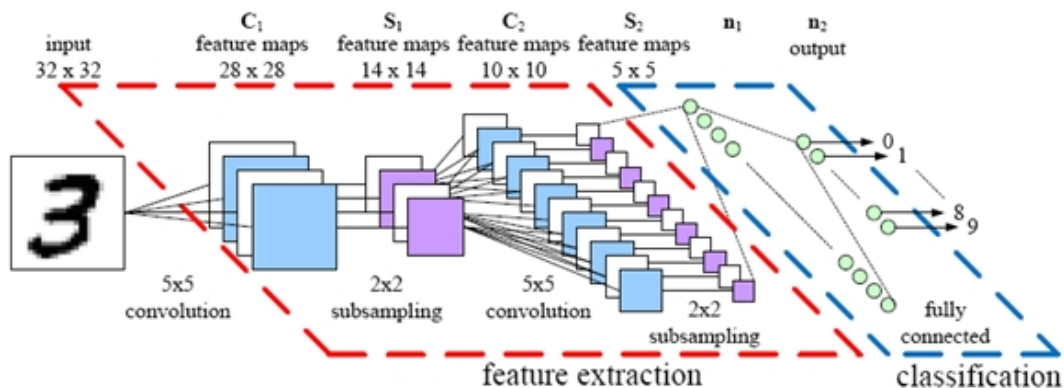 input
32 x 32
C1
feature maps
28 x 28
S1
feature maps
14 x 14
C2
feature maps
10 x 10
S2
feature maps
5 x 5
n1
n2
output
3
0
1
8
9
5x5
convolution
2x2
subsampling
5x5
convolution
2x2
subsampling
fully
connected
feature extraction
classification